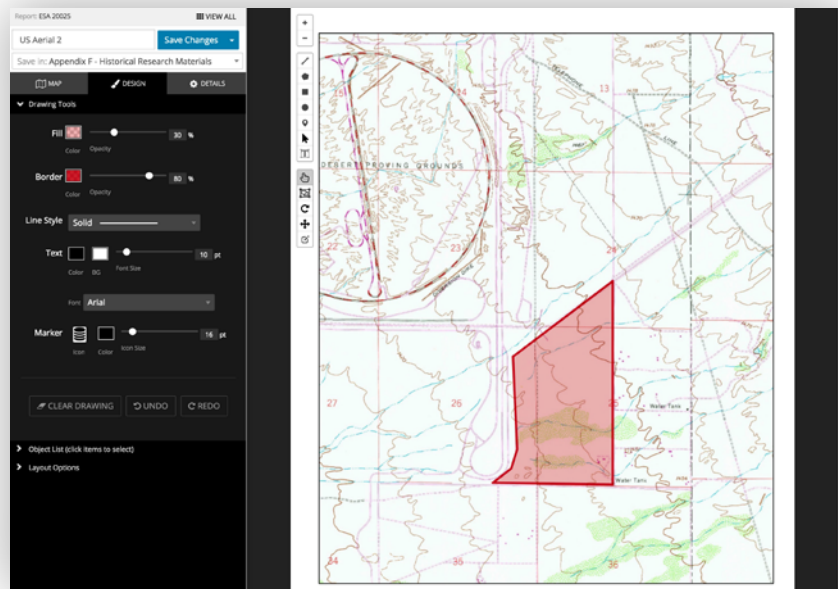 Report: ESA 20025
VIEW ALL
US Aerial 2
Save Changes
Save in: Appendix F - Historical Research Materials
MAP
DESIGN
DETAILS
Drawing Tools
Fill
30 %
Color
Opacity
Border
80 %
Color
Opacity
Line Style
Solid
Text
10 pt
Color
BG
Font Size
Font
Arial
Marker
16 pt
Icon
Color
Icon Size
CLEAR DRAWING
UNDO
REDO
Object List (click items to select)
Layout Options
14
13
DESERT PROVING GROUNDS
22
23
24
27
26
25
Water Tank
Water Tank
34
35
36